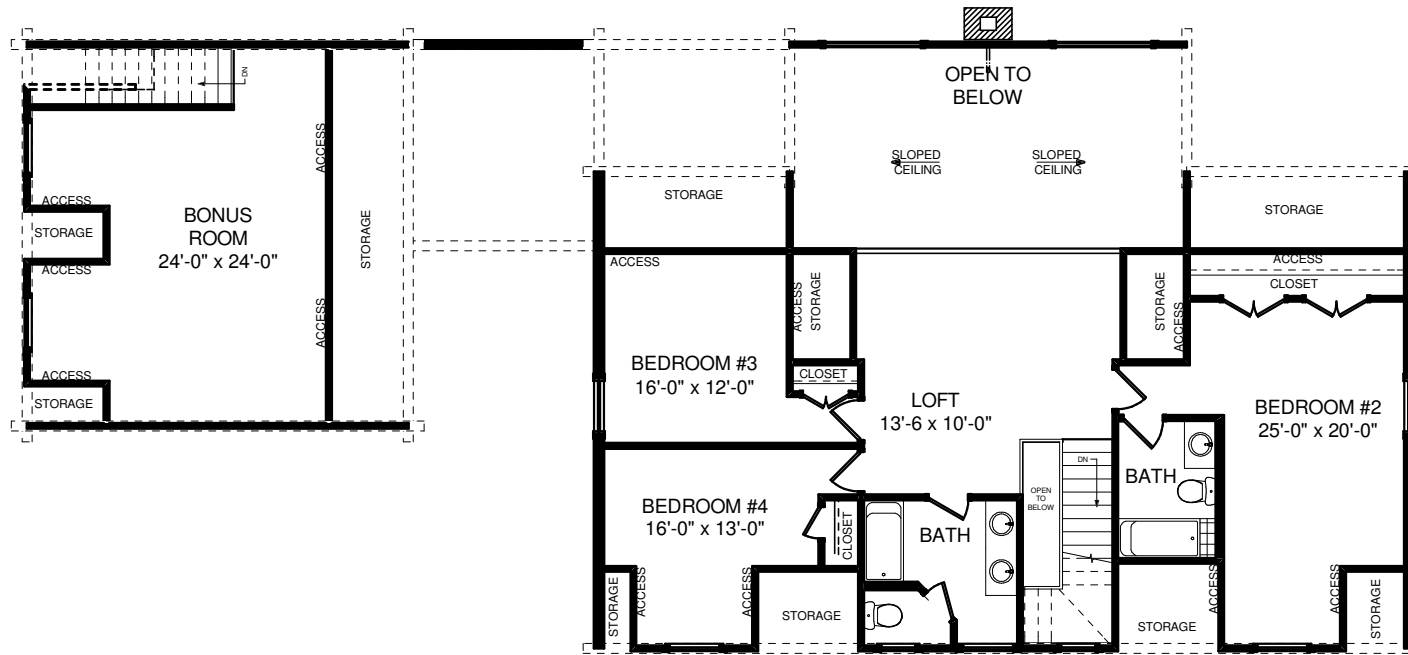 DN
ACCESS
ACCESS
STORAGE
ACCESS
BONUS
ROOM
24'-0" x 24'-0"
STORAGE
ACCESS
ACCESS
STORAGE
OPEN TO
BELOW
SLOPED
CEILING
SLOPED
CEILING
STORAGE
STORAGE
ACCESS
ACCESS
STORAGE
STORAGE
ACCESS
ACCESS
CLOSET
BEDROOM #3
16'-0" x 12'-0"
CLOSET
LOFT
13'-6 x 10'-0"
BEDROOM #2
25'-0" x 20'-0"
DN
OPEN
TO
BELOW
BATH
BEDROOM #4
16'-0" x 13'-0"
CLOSET
BATH
STORAGE
ACCESS
ACCESS
STORAGE
STORAGE
ACCESS
ACCESS
STORAGE